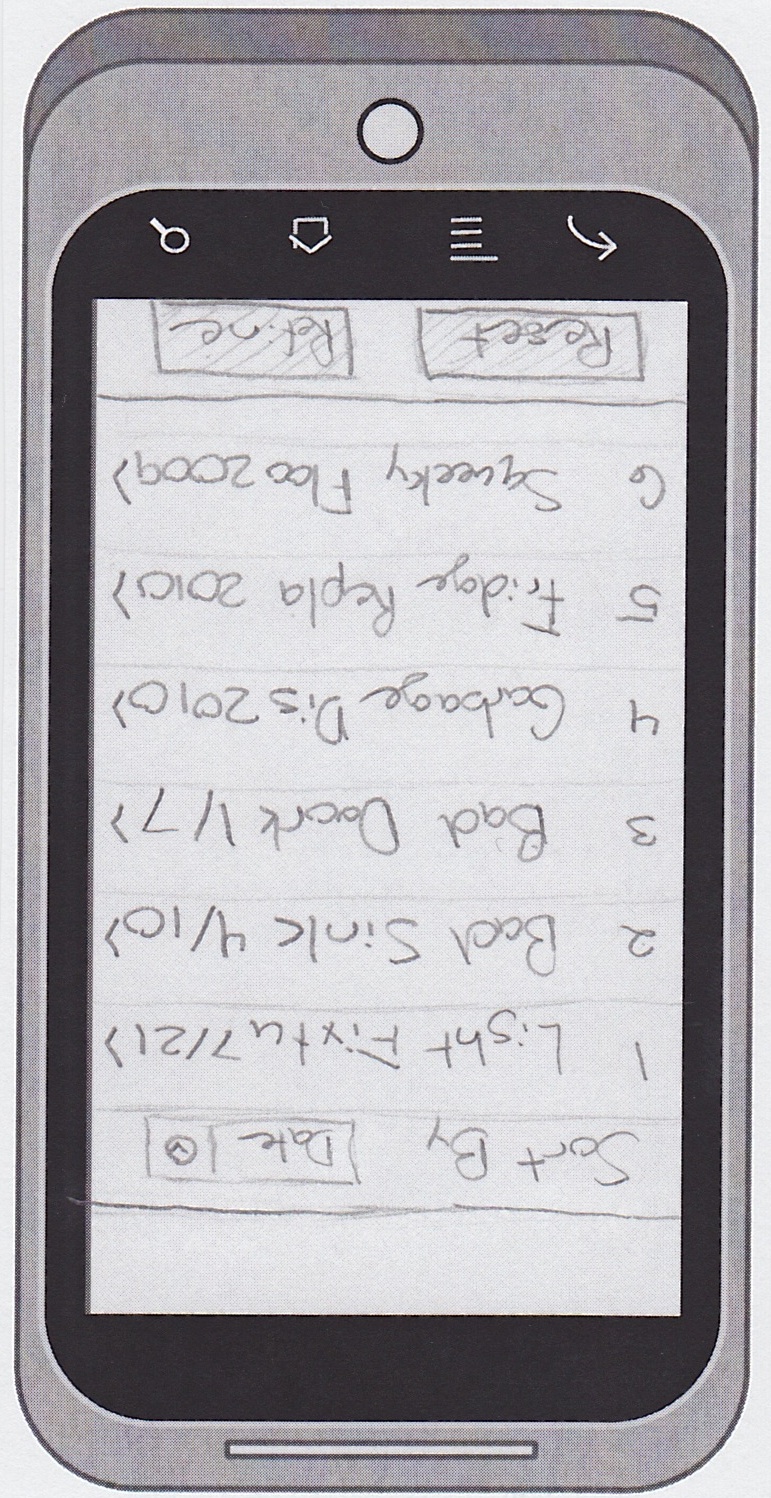 Sort By Date
1 Light Fixtu 7/21 >
2 Bad Sink 4/10 >
3 Bad Doork 1/7 >
4 Garbage Dis 2010 >
5 Fridge Repla 2010 >
6 Squeeky Floo 2009 >
Reset Refine